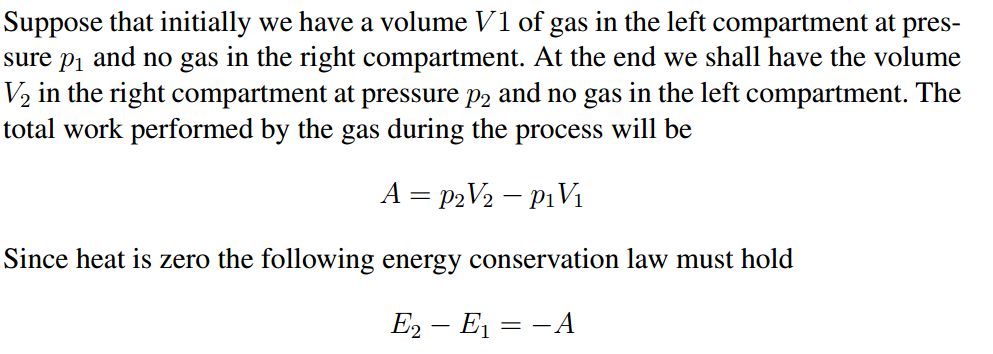 Suppose that initially we have a volume V1 of gas in the left compartment at pres-
sure p₁ and no gas in the right compartment. At the end we shall have the volume
V₂ in the right compartment at pressure p₂ and no gas in the left compartment. The
total work performed by the gas during the process will be
A = p₂V₂ − p₁V₁
Since heat is zero the following energy conservation law must hold
E₂ − E₁ = −A